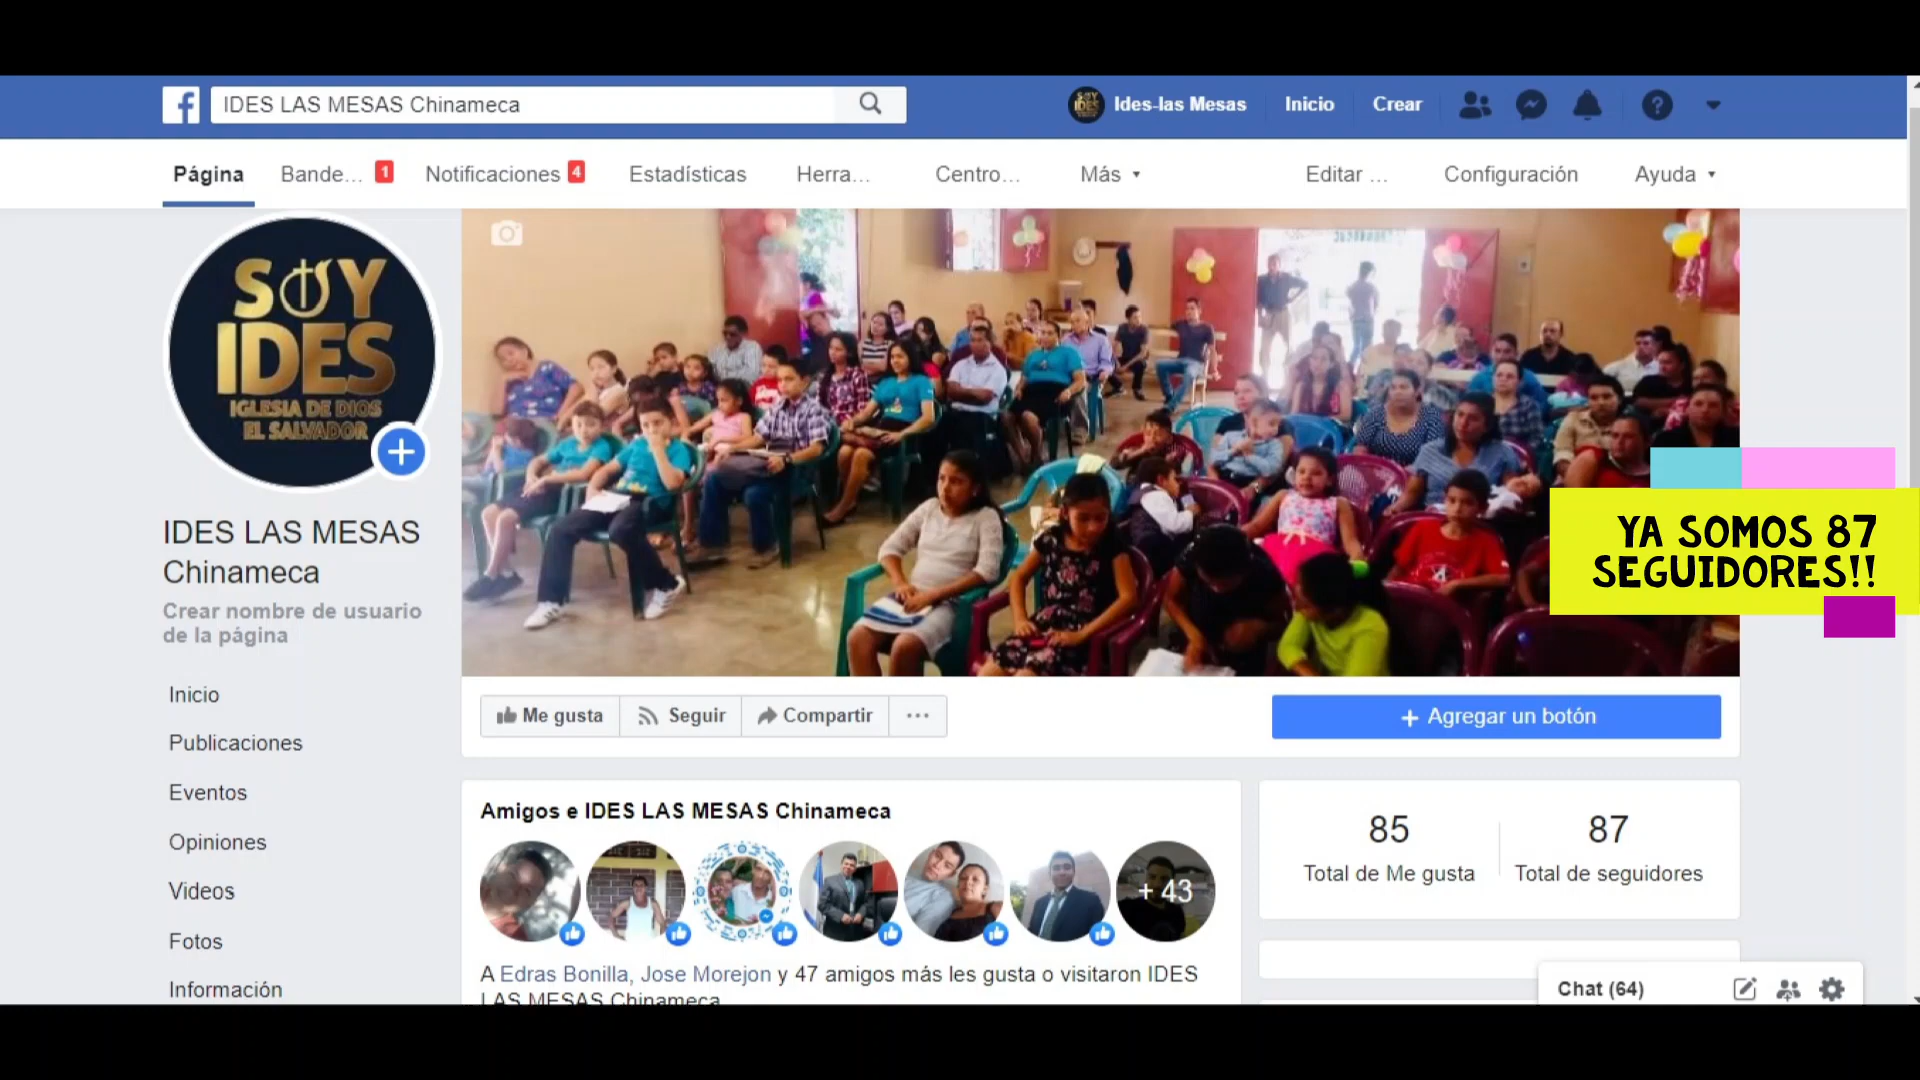 IDES LAS MESAS Chinameca
Ides-las Mesas
Inicio
Crear
Página
Bande...
1
Notificaciones
4
Estadísticas
Herra...
Centro...
Más
Editar ...
Configuración
Ayuda
SOY
IDES
IGLESIA DE DIOS
EL SALVADOR
IDES LAS MESAS
Chinameca
Crear nombre de usuario
de la página
Inicio
Publicaciones
Eventos
Opiniones
Videos
Fotos
Información
YA SOMOS 87
SEGUIDORES!!
Me gusta
Seguir
Compartir
...
+ Agregar un botón
Amigos e IDES LAS MESAS Chinameca
+ 43
A Edras Bonilla, Jose Morejon y 47 amigos más les gusta o visitaron IDES
LAS MESAS Chinameca
85
Total de Me gusta
87
Total de seguidores
Chat (64)